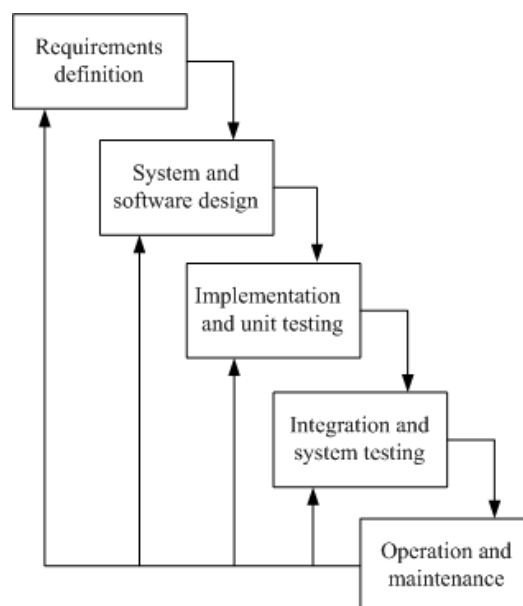 Requirements
definition
System and
software design
Implementation
and unit testing
Integration and
system testing
Operation and
maintenance